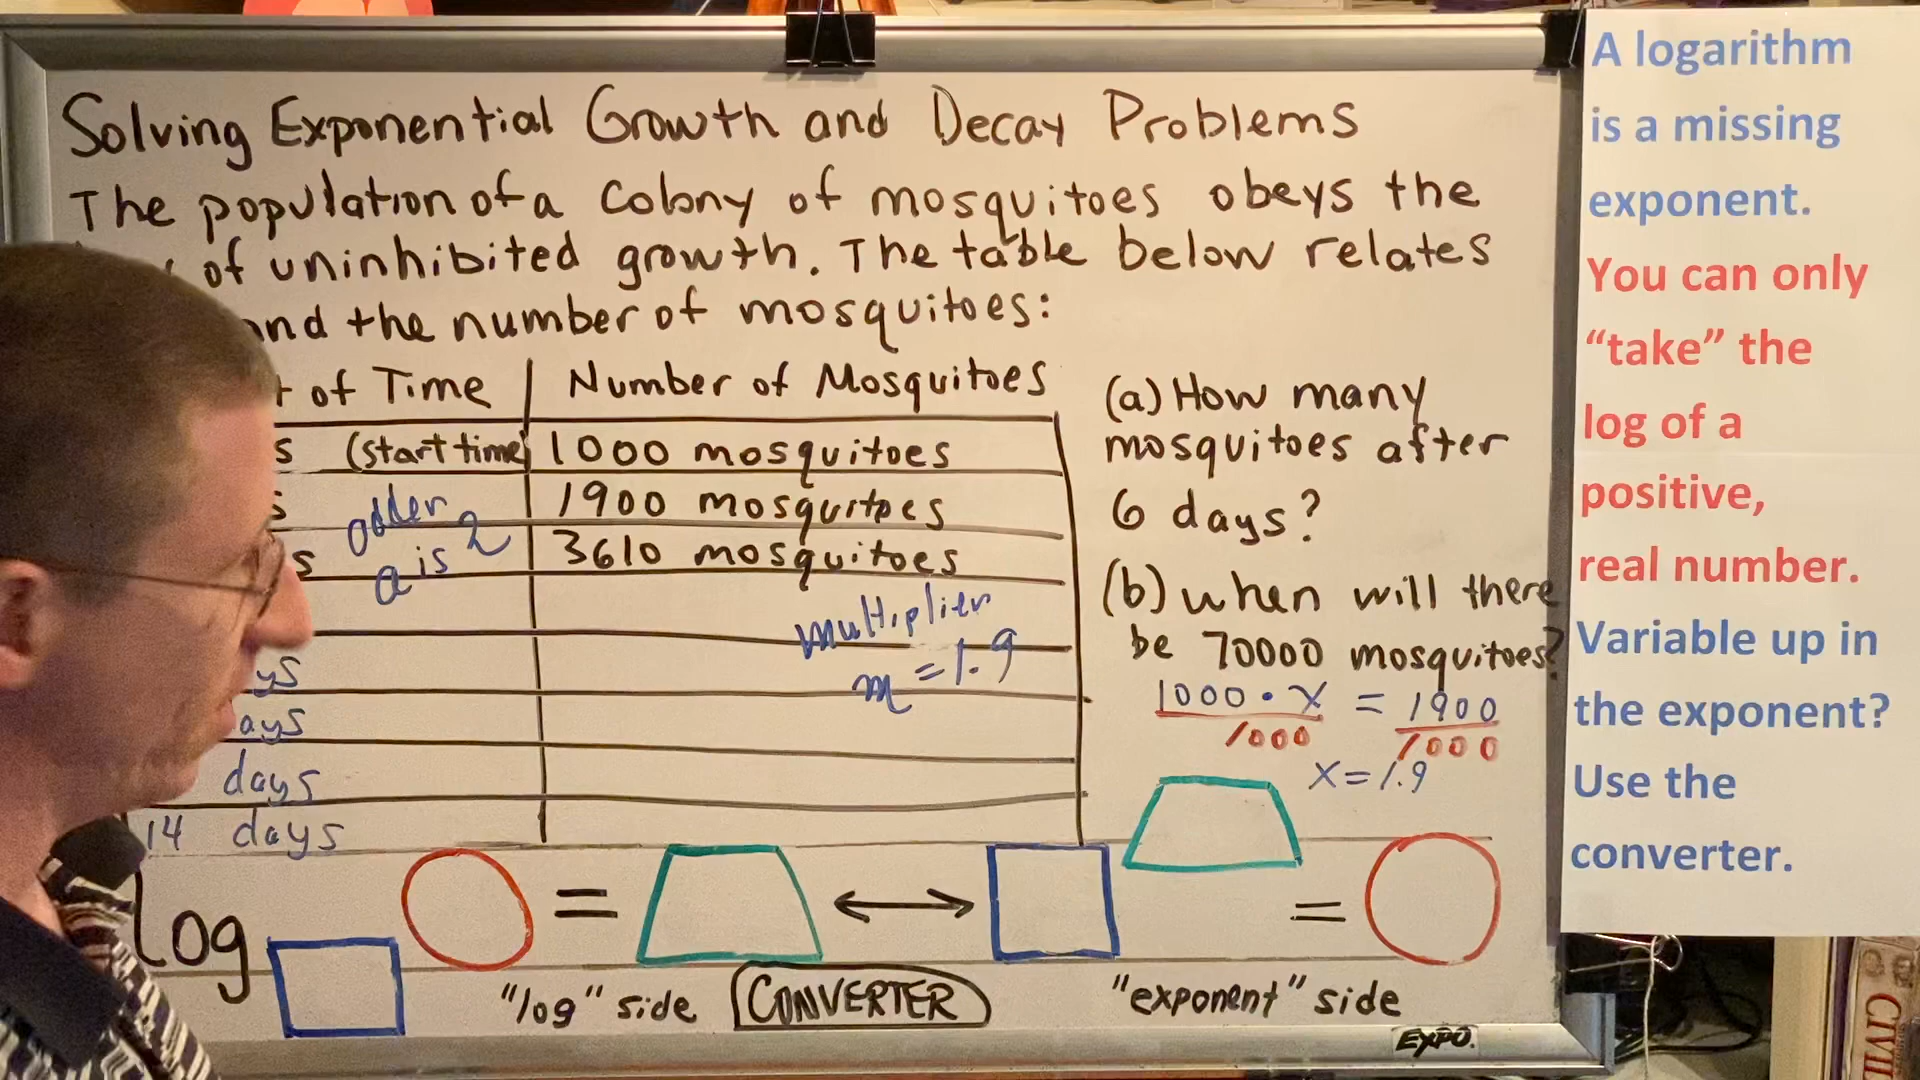 Solving Exponential Growth and Decay Problems
The population of a colony of mosquitoes obeys the
of uninhibited growth. The table below relates
and the number of mosquitoes:
of Time Number of Mosquitoes
s (start time) 1000 mosquitoes
s 1900 mosquitoes
s 3610 mosquitoes
adder
a is 2
multiplier
m = 1.9
ys
ays
days
14 days
(a) How many
mosquitoes after
6 days?
(b) When will there
be 70000 mosquitoes?
1000 • x = 1900
1000 1000
x = 1.9
log = ↔ =
"log" side CONVERTER "exponent" side
EXPO.
A logarithm
is a missing
exponent.
You can only
“take” the
log of a
positive,
real number.
Variable up in
the exponent?
Use the
converter.
CIVIL